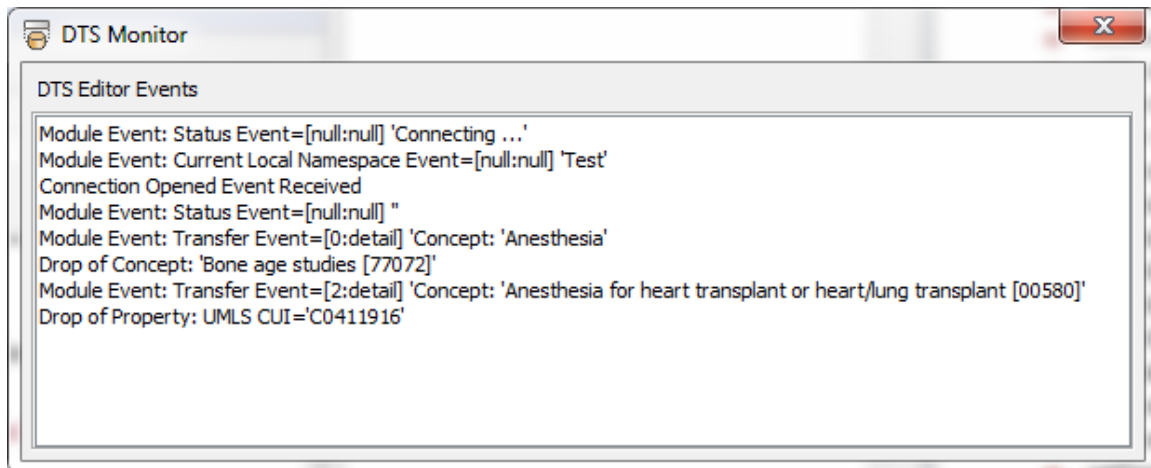 DTS Monitor
DTS Editor Events
Module Event: Status Event=[null:null] 'Connecting ...'
Module Event: Current Local Namespace Event=[null:null] 'Test'
Connection Opened Event Received
Module Event: Status Event=[null:null] ''
Module Event: Transfer Event=[0:detail] 'Concept: 'Anesthesia'
Drop of Concept: 'Bone age studies [77072]'
Module Event: Transfer Event=[2:detail] 'Concept: 'Anesthesia for heart transplant or heart/lung transplant [00580]'
Drop of Property: UMLS CUI='C0411916'